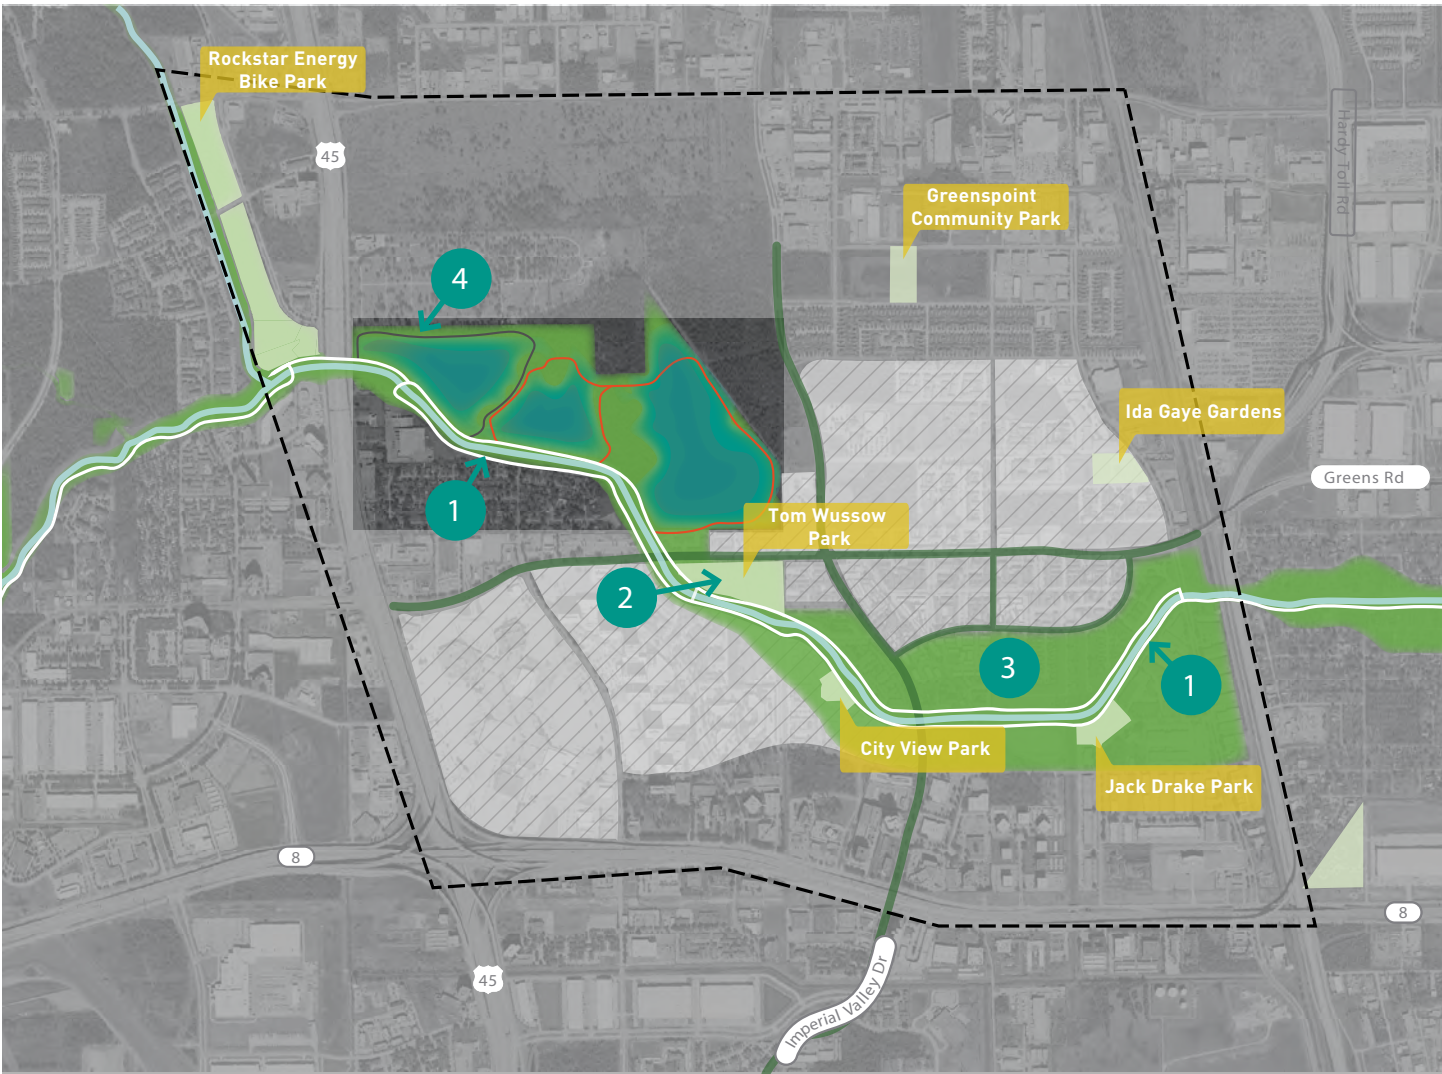 Rockstar Energy
Bike Park
45
Hardy Toll Rd
Greenspoint
Community Park
4
Ida Gaye Gardens
Greens Rd
1
Tom Wussow
Park
2
3
1
City View Park
Jack Drake Park
8
8
45
Imperial Valley Dr